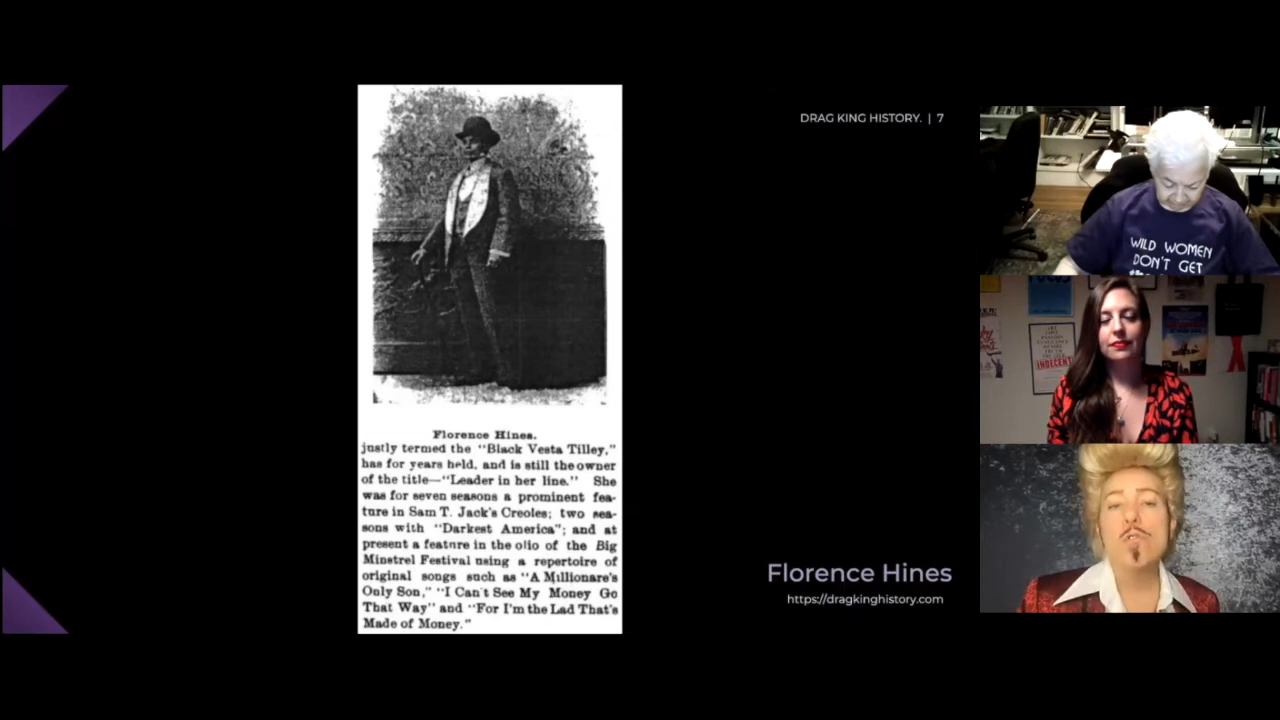 DRAG KING HISTORY. | 7
Florence Hines.
justly termed the "Black Vesta Tilley,"
has for years held, and is still the owner
of the title—"Leader in her line." She
was for seven seasons a prominent fea-
ture in Sam T. Jack's Creoles; two sea-
sons with "Darkest America"; and at
present a feature in the olio of the Big
Minstrel Festival using a repertoire of
original songs such as "A Millionare's
Only Son," "I Can't See My Money Go
That Way" and "For I'm the Lad That's
Made of Money."
Florence Hines
https://dragkinghistory.com
WILD WOMEN
DON'T GET
INDECENT